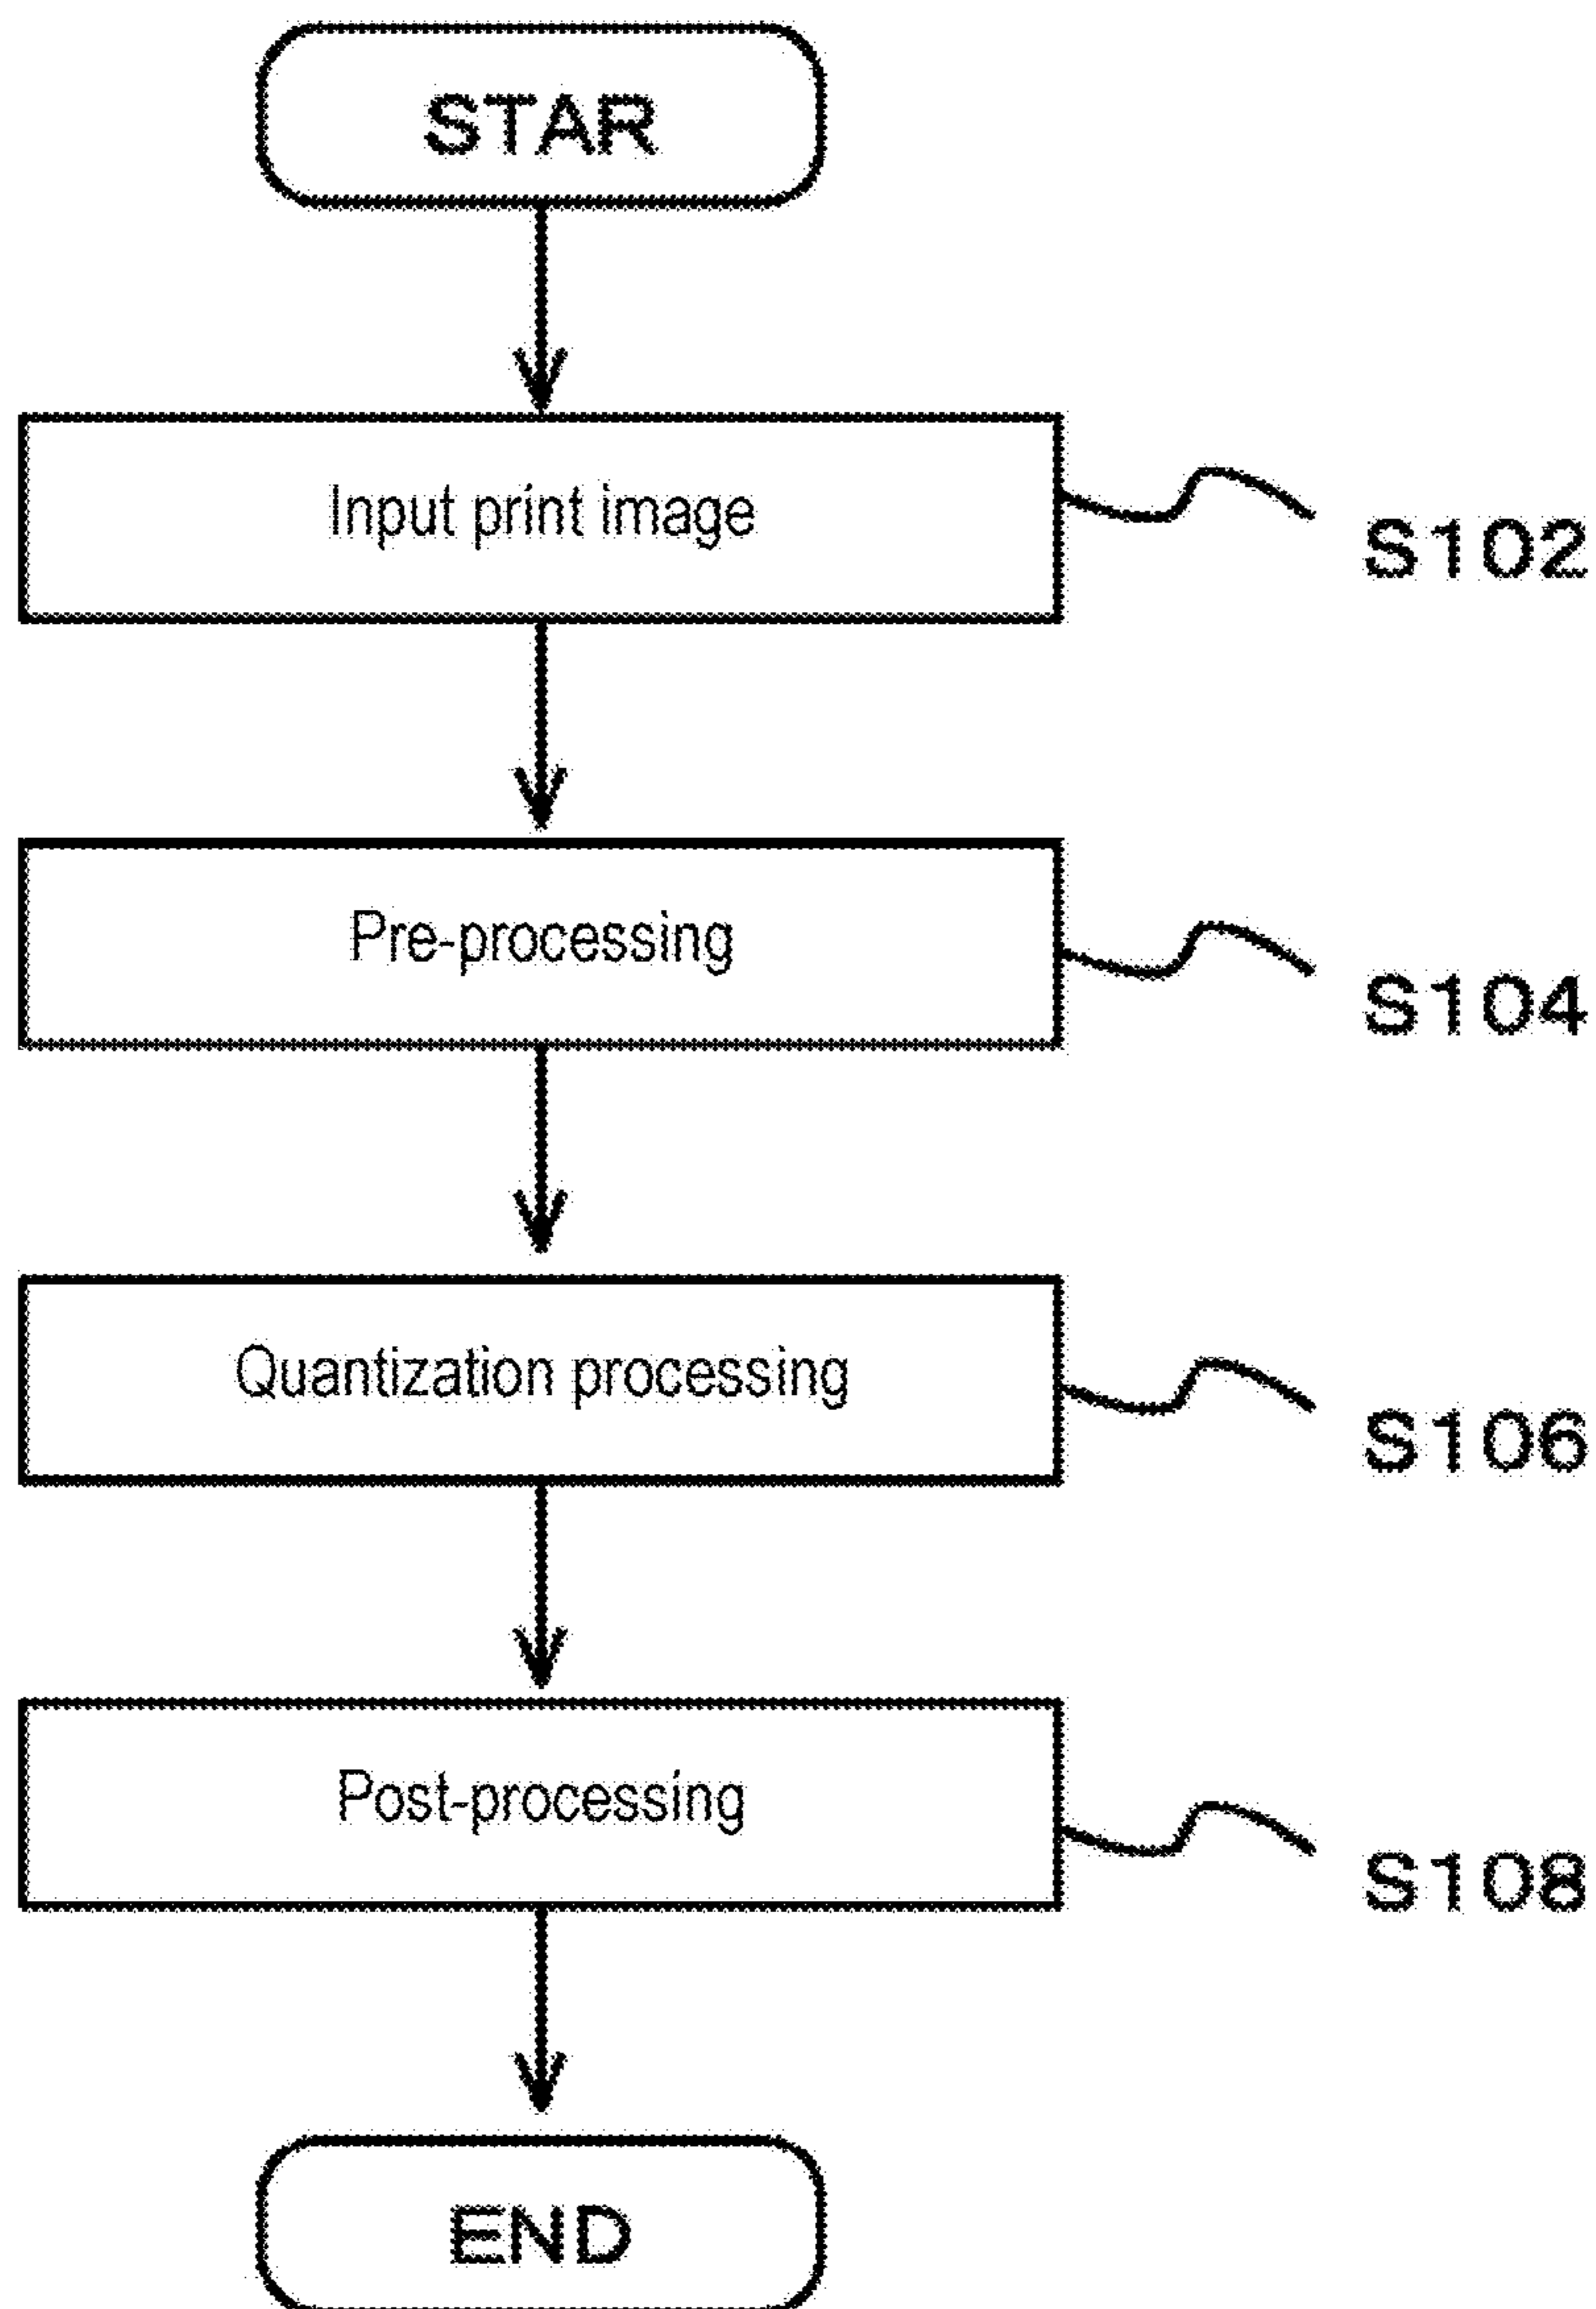 STAR
Input print image
S102
Pre-processing
S104
Quantization processing
S106
Post-processing
S108
END